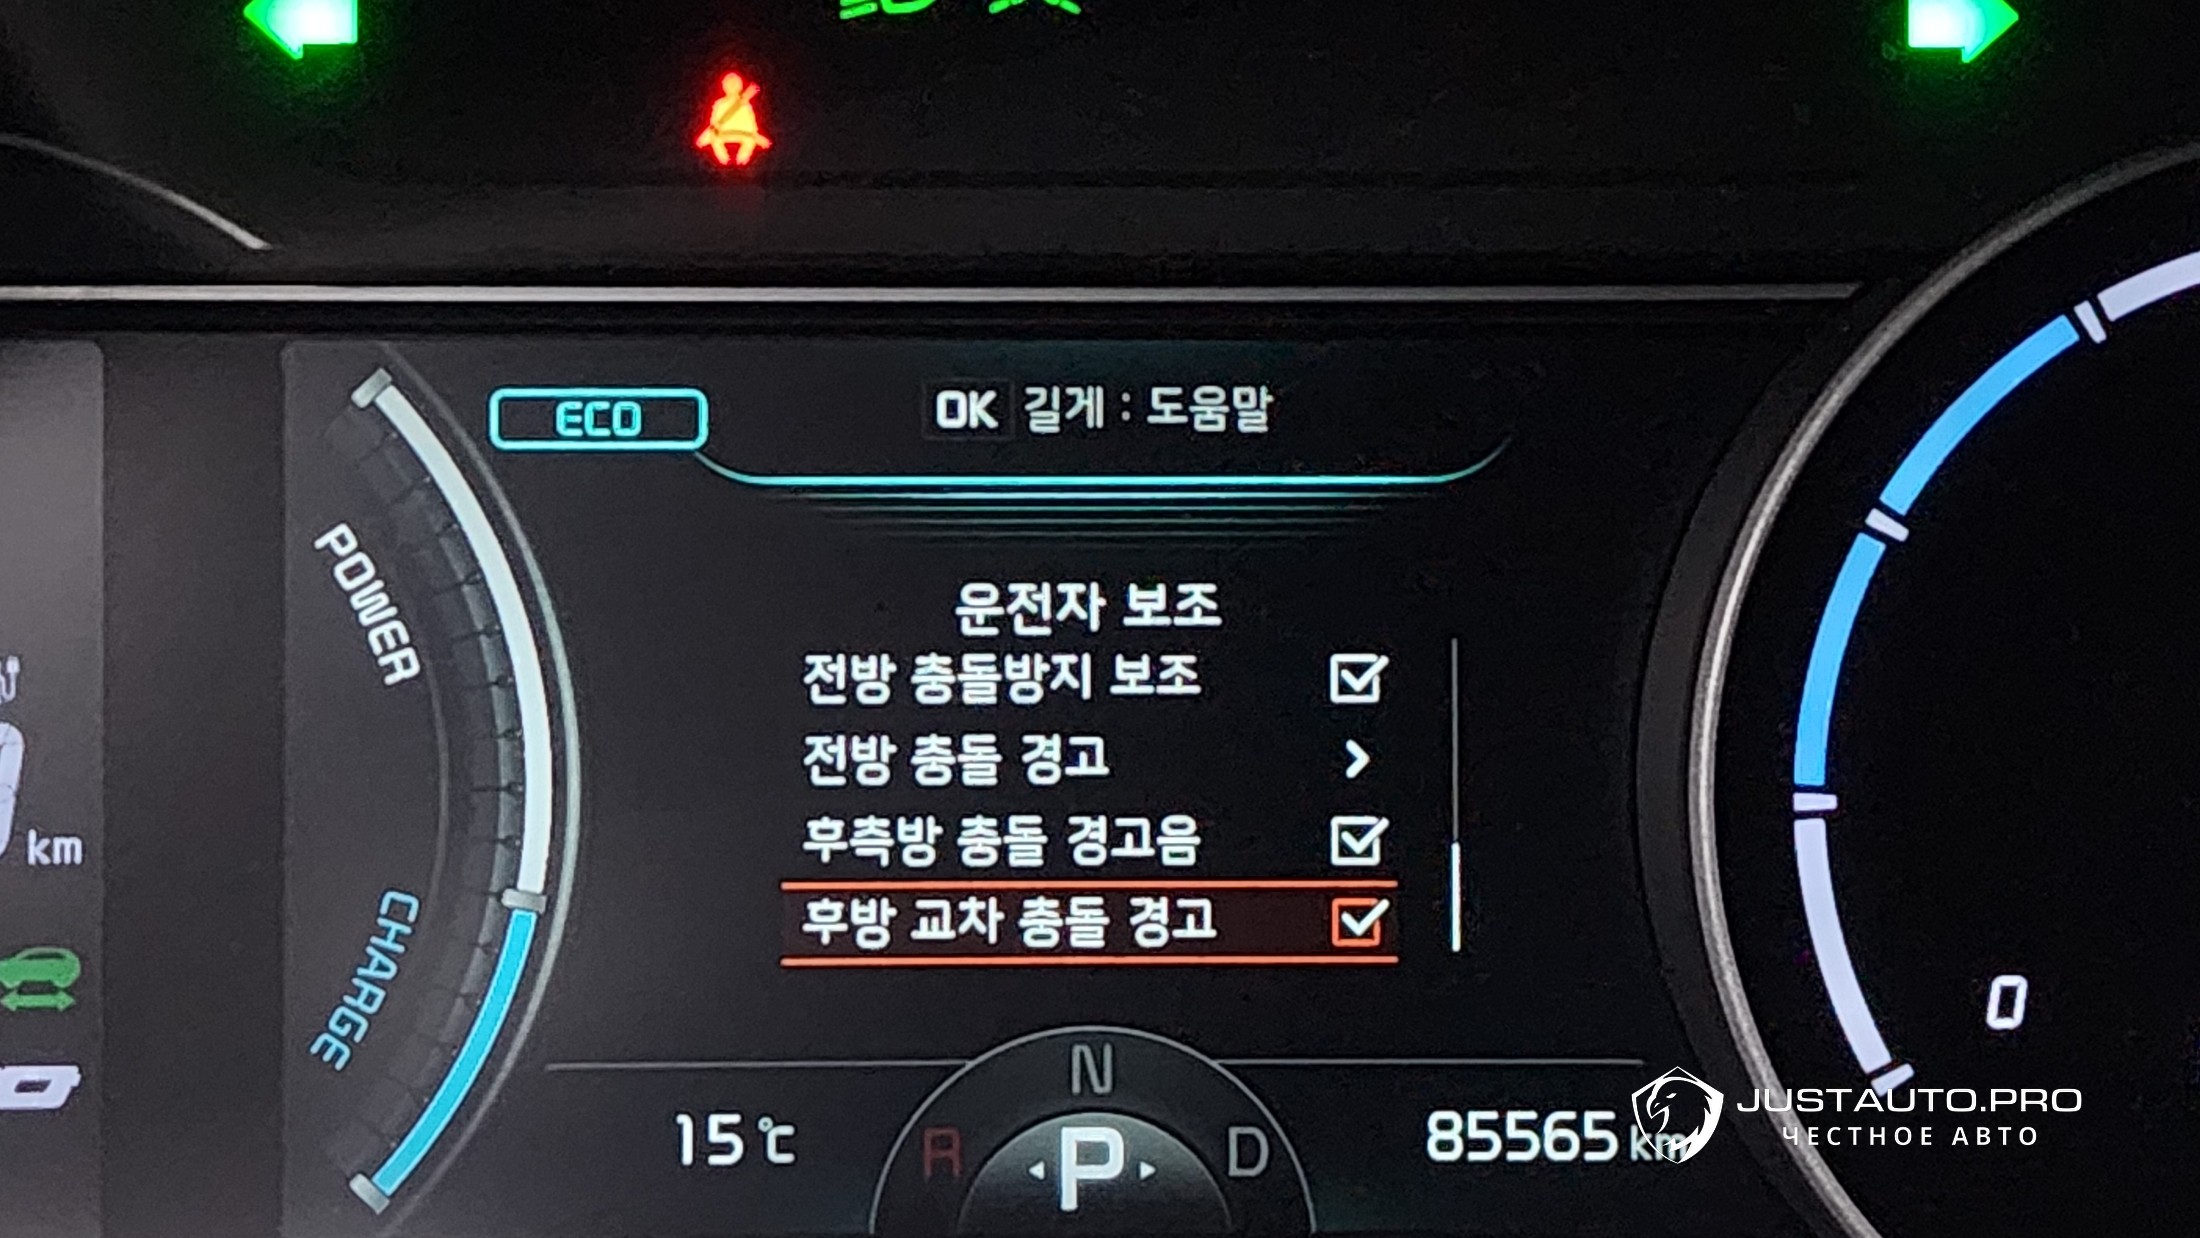 ECO
OK 길게 : 도움말
POWER
운전자 보조
전방 충돌방지 보조
전방 충돌 경고
후측방 충돌 경고음
후방 교차 충돌 경고
km
CHARGE
0
N
R
P
D
15℃
85565 km
JUSTAUTO.PRO
ЧЕСТНОЕ АВТО